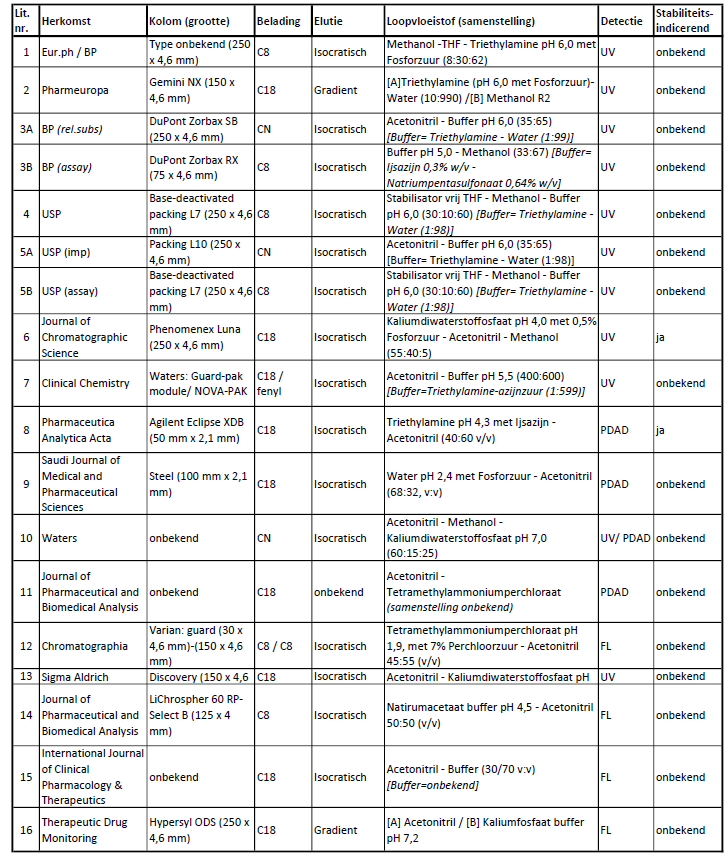 Lit. nr. Herkomst Kolom (grootte) Belading Elutie Loopvloeistof (samenstelling) Detectie Stabiliteits-indicerend
1 Eur.ph / BP Type onbekend (250 x 4,6 mm) C8 Isocratisch Methanol -THF - Triethylamine pH 6,0 met Fosforzuur (8:30:62) UV onbekend
2 Pharmeuropa Gemini NX (150 x 4,6 mm) C18 Gradient [A]Triethylamine (pH 6,0 met Fosforzuur)- Water (10:990) /[B] Methanol R2 UV onbekend
3A BP (rel.subs) DuPont Zorbax SB (250 x 4,6 mm) CN Isocratisch Acetonitril - Buffer pH 6,0 (35:65) [Buffer= Triethylamine - Water (1:99)] UV onbekend
3B BP (assay) DuPont Zorbax RX (75 x 4,6 mm) C8 Isocratisch Buffer pH 5,0 - Methanol (33:67) [Buffer= Ijsazijn 0,3% w/v - Natriumpentasulfonaat 0,64% w/v] UV onbekend
4 USP Base-deactivated packing L7 (250 x 4,6 mm) C8 Isocratisch Stabilisator vrij THF - Methanol - Buffer pH 6,0 (30:10:60) [Buffer= Triethylamine - Water (1:98)] UV onbekend
5A USP (imp) Packing L10 (250 x 4,6 mm) CN Isocratisch Acetonitril - Buffer pH 6,0 (35:65) [Buffer= Triethylamine - Water (1:98)] UV onbekend
5B USP (assay) Base-deactivated packing L7 (250 x 4,6 mm) C8 Isocratisch Stabilisator vrij THF - Methanol - Buffer pH 6,0 (30:10:60) [Buffer= Triethylamine - Water (1:98)] UV onbekend
6 Journal of Chromatographic Science Phenomenex Luna (250 x 4,6 mm) C18 Isocratisch Kaliumdiwaterstoffosfaat pH 4,0 met 0,5% Fosforzuur - Acetonitril - Methanol (55:40:5) UV ja
7 Clinical Chemistry Waters: Guard-pak module/ NOVA-PAK C18 / fenyl Isocratisch Acetonitril - Buffer pH 5,5 (400:600) [Buffer=Triethylamine-azijnzuur (1:599)] UV onbekend
8 Pharmaceutica Analytica Acta Agilent Eclipse XDB (50 mm x 2,1 mm) C18 Isocratisch Triethylamine pH 4,3 met Ijsazijn - Acetonitril (40:60 v/v) PDAD ja
9 Saudi Journal of Medical and Pharmaceutical Sciences Steel (100 mm x 2,1 mm) C18 Isocratisch Water pH 2,4 met Fosforzuur - Acetonitril (68:32, v:v) PDAD onbekend
10 Waters onbekend CN Isocratisch Acetonitril - Methanol - Kaliumdiwaterstoffosfaat pH 7,0 (60:15:25) UV/ PDAD onbekend
11 Journal of Pharmaceutical and Biomedical Analysis onbekend C18 onbekend Acetonitril - Tetramethylammoniumperchloraat (samenstelling onbekend) PDAD onbekend
12 Chromatographia Varian: guard (30 x 4,6 mm)-(150 x 4,6 mm) C8 / C8 Isocratisch Tetramethylammoniumperchloraat pH 1,9, met 7% Perchloorzuur - Acetonitril 45:55 (v/v) FL onbekend
13 Sigma Aldrich Discovery (150 x 4,6 C18 Isocratisch Acetonitril - Kaliumdiwaterstoffosfaat pH UV onbekend
14 Journal of Pharmaceutical and Biomedical Analysis LiChrospher 60 RP-Select B (125 x 4 mm) C8 Isocratisch Natirumacetaat buffer pH 4,5 - Acetonitril 50:50 (v/v) FL onbekend
15 International Journal of Clinical Pharmacology & Therapeutics onbekend C18 Isocratisch Acetonitril - Buffer (30/70 v:v) [Buffer=onbekend] FL onbekend
16 Therapeutic Drug Monitoring Hypersyl ODS (250 x 4,6 mm) C18 Gradient [A] Acetonitril / [B] Kaliumfosfaat buffer pH 7,2 FL onbekend